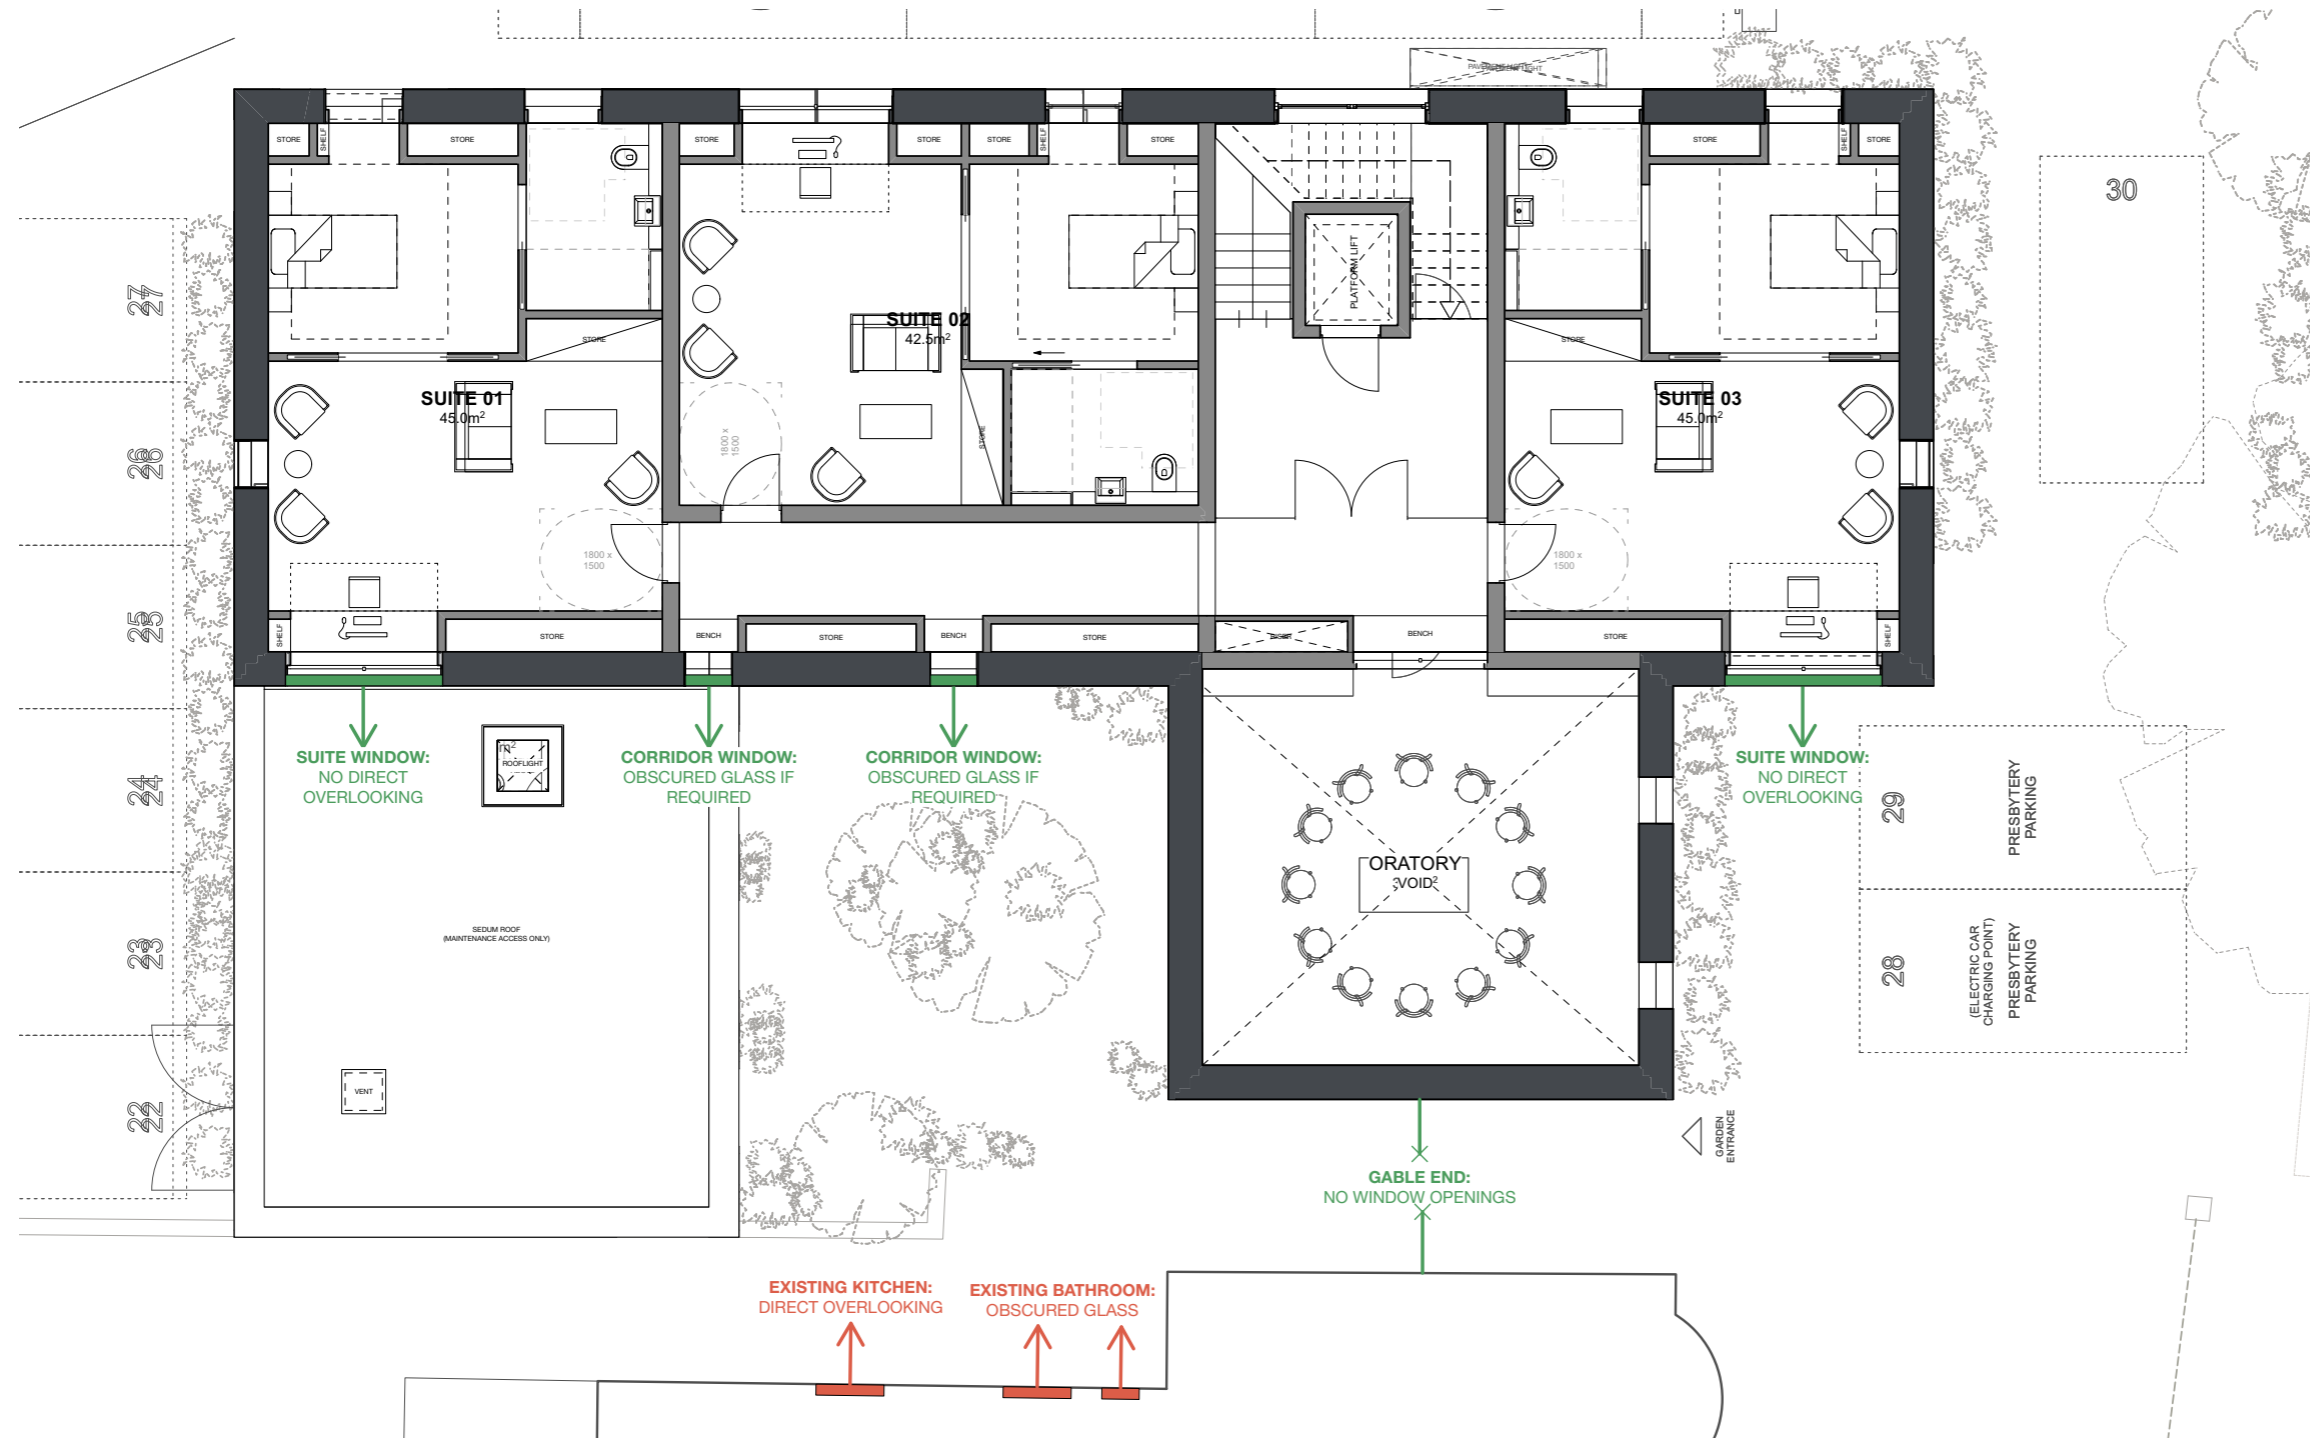 30
STORE
SHELF
STORE
STORE
STORE
STORE
STORE
STORE
SHELF
STORE
PLATFORM LIFT
27
26
25
24
23
22
SUITE 01
45.0m²
STORE
SUITE 02
42.5m²
STORE
1800 x
1500
SUITE 03
45.0m²
STORE
1800 x
1500
1800 x
1500
SHELF
STORE
BENCH
STORE
BENCH
STORE
BENCH
STORE
SHELF
SUITE WINDOW:
NO DIRECT
OVERLOOKING
CORRIDOR WINDOW:
OBSCURED GLASS IF
REQUIRED
CORRIDOR WINDOW:
OBSCURED GLASS IF
REQUIRED
SUITE WINDOW:
NO DIRECT
OVERLOOKING
m²
ROOFLIGHT
SEDUM ROOF
(MAINTENANCE ACCESS ONLY)
VENT
ORATORY
VOID²
29
PRESBYTERY
PARKING
28
(ELECTRIC CAR
CHARGING POINT)
PRESBYTERY
PARKING
GARDEN
ENTRANCE
GABLE END:
NO WINDOW OPENINGS
EXISTING KITCHEN:
DIRECT OVERLOOKING
EXISTING BATHROOM:
OBSCURED GLASS